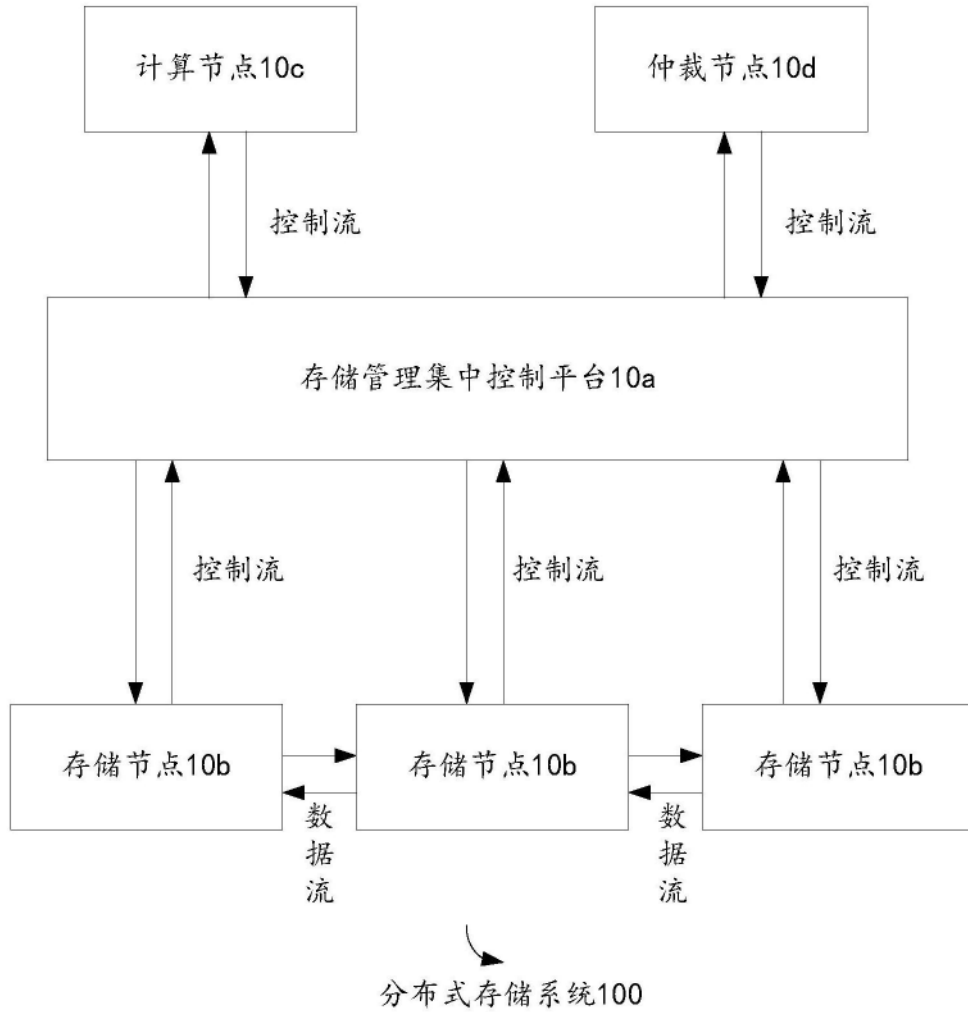 计算节点10c
仲裁节点10d
控制流
控制流
存储管理集中控制平台10a
控制流
控制流
控制流
存储节点10b
存储节点10b
存储节点10b
数据流
数据流
分布式存储系统100